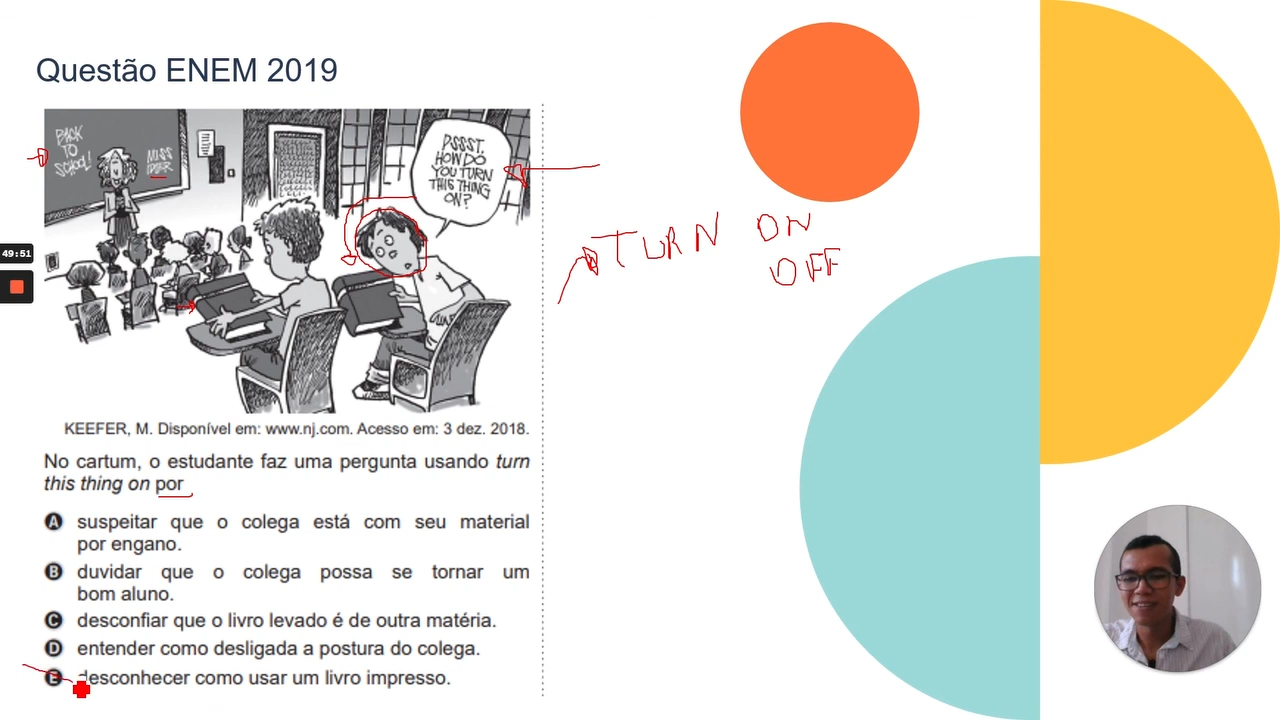 Questão ENEM 2019
BACK
TO
SCHOOL!
MISS
PSSST.
HOW DO
YOU TURN
THIS THING
ON?
TURN ON
OFF
49:51
KEEFER, M. Disponível em: www.nj.com. Acesso em: 3 dez. 2018.
No cartum, o estudante faz uma pergunta usando turn
this thing on por
A suspeitar que o colega está com seu material
por engano.
B duvidar que o colega possa se tornar um
bom aluno.
C desconfiar que o livro levado é de outra matéria.
D entender como desligada a postura do colega.
E desconhecer como usar um livro impresso.